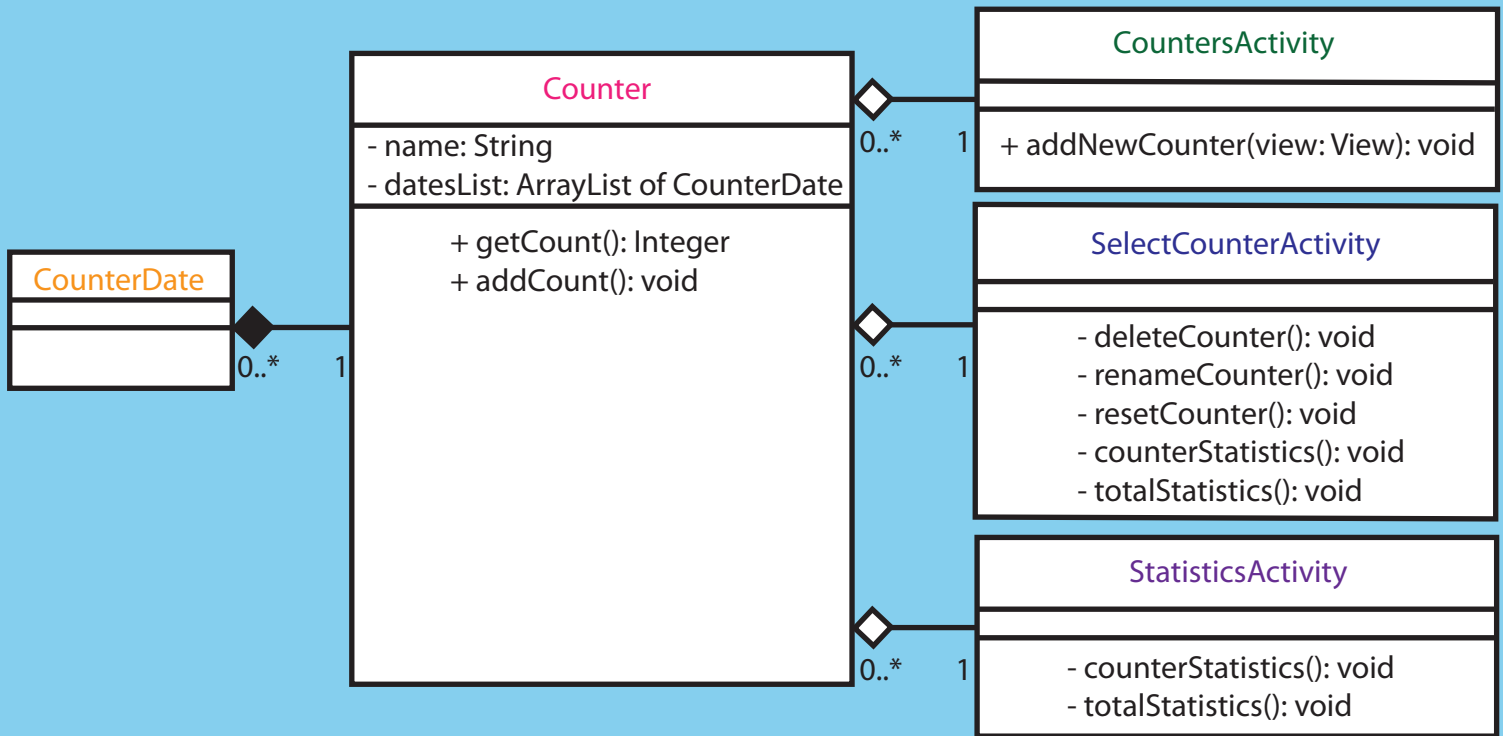 CounterDate
0..*
1
Counter
- name: String
- datesList: ArrayList of CounterDate
+ getCount(): Integer
+ addCount(): void
0..*
1
0..*
1
0..*
1
CountersActivity
+ addNewCounter(view: View): void
SelectCounterActivity
- deleteCounter(): void
- renameCounter(): void
- resetCounter(): void
- counterStatistics(): void
- totalStatistics(): void
StatisticsActivity
- counterStatistics(): void
- totalStatistics(): void